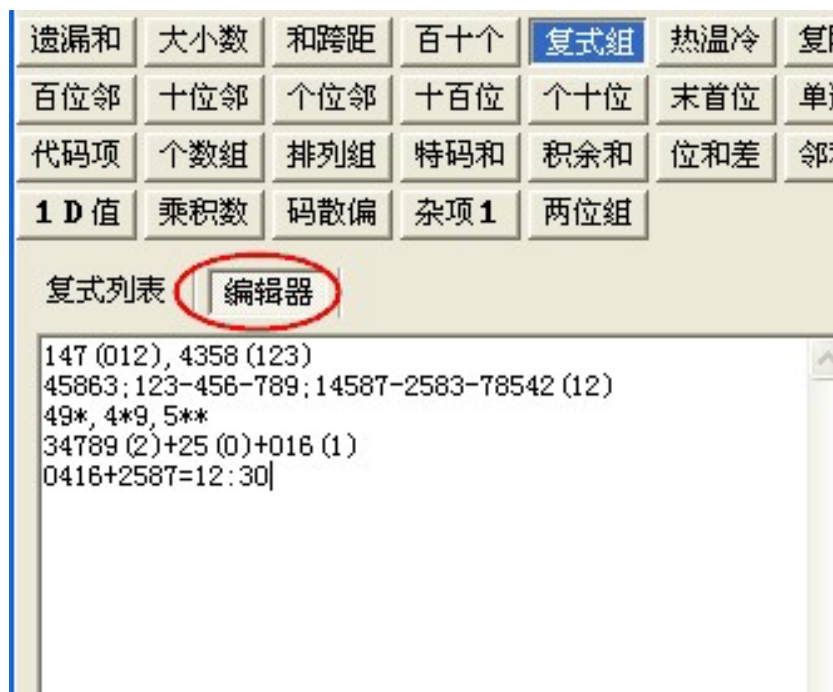 遗漏和 大小数 和跨距 百十个 复式组 热温冷
百位邻 十位邻 个位邻 十百位 个十位 末首位
代码项 个数组 排列组 特码和 积余和 位和差
1D值 乘积数 码散偏 杂项1 两位组
复式列表 编辑器
147(012),4358(123)
45863;123-456-789;14587-2583-78542(12)
49*,4*9,5**
34789(2)+25(0)+016(1)
0416+2587=12:30